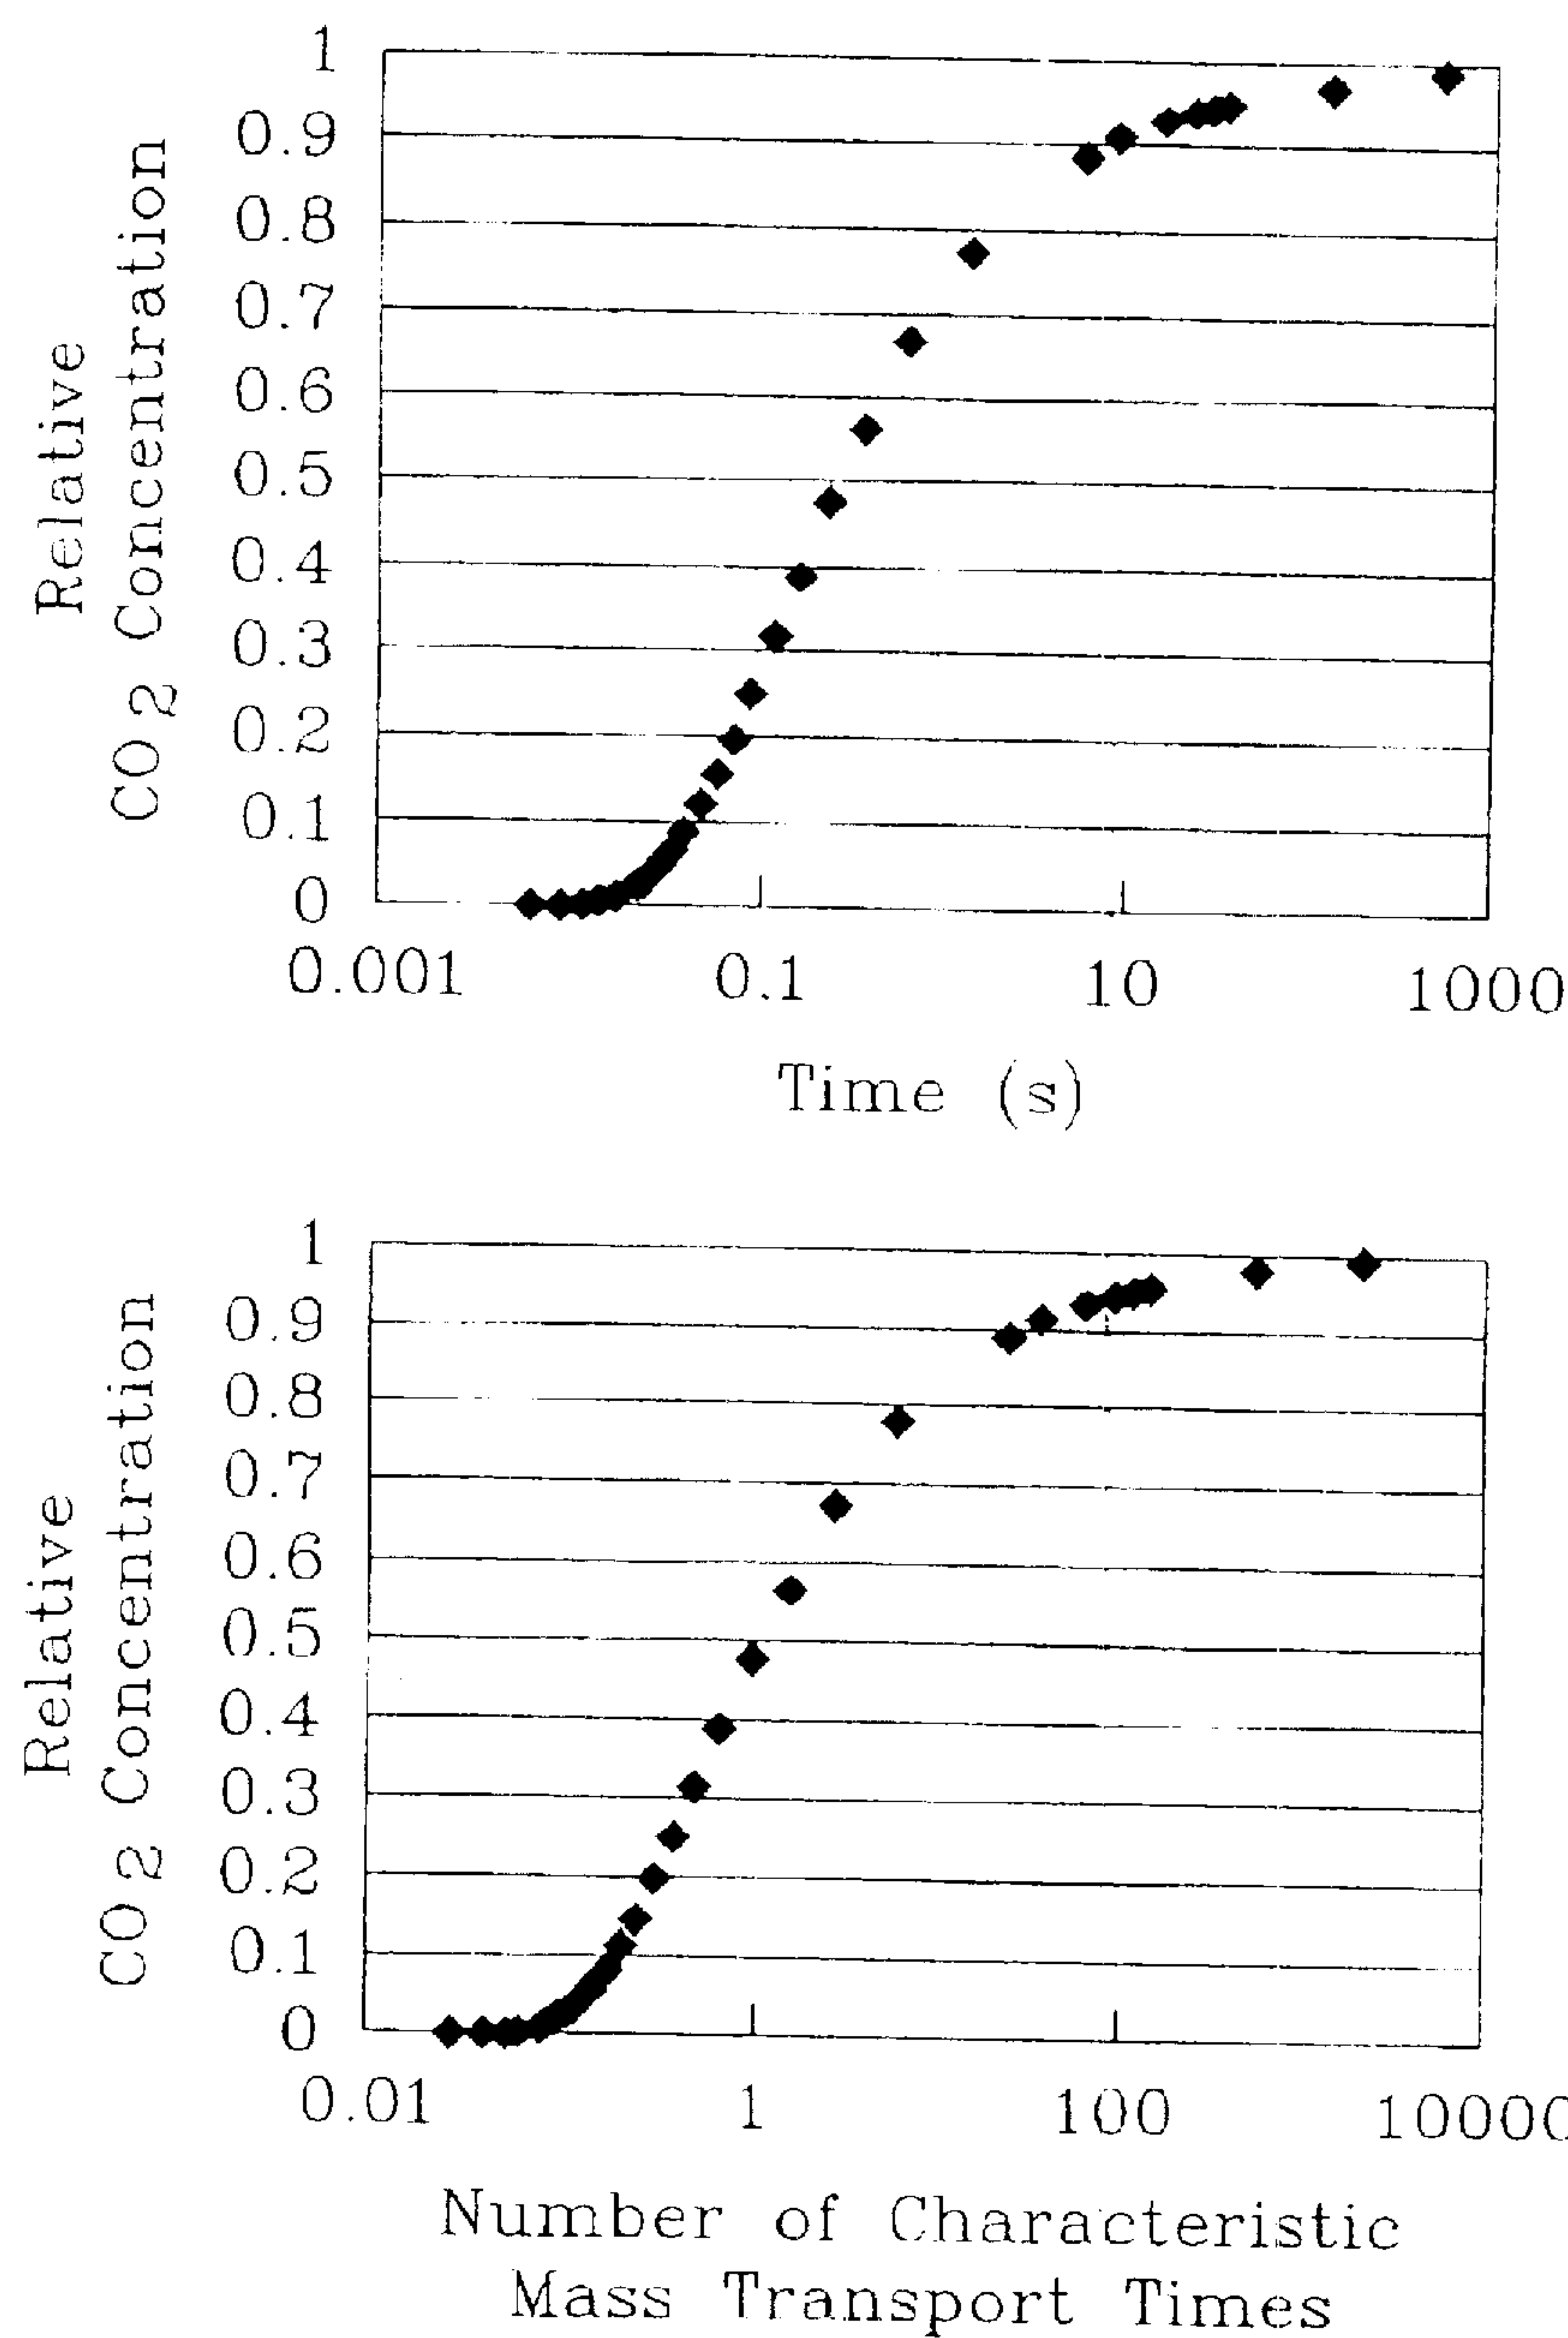 Relative
CO2 Concentration
1
0.9
0.8
0.7
0.6
0.5
0.4
0.3
0.2
0.1
0
0.001 0.1 10 1000
Time (s)
Relative
CO2 Concentration
1
0.9
0.8
0.7
0.6
0.5
0.4
0.3
0.2
0.1
0
0.01 1 100 10000
Number of Characteristic
Mass Transport Times